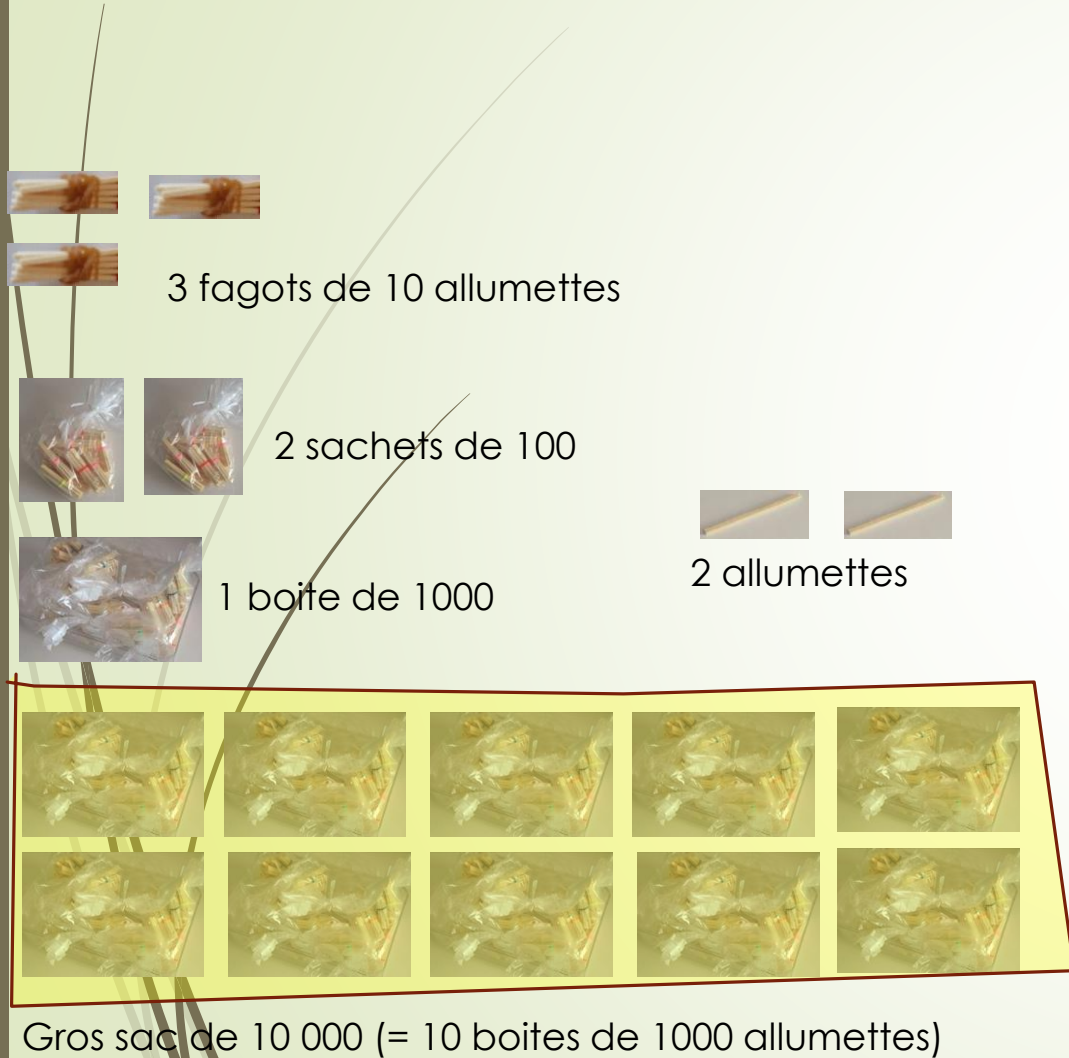 3 fagots de 10 allumettes
2 sachets de 100
2 allumettes
1 boite de 1000
Gros sac de 10 000 (= 10 boites de 1000 allumettes)